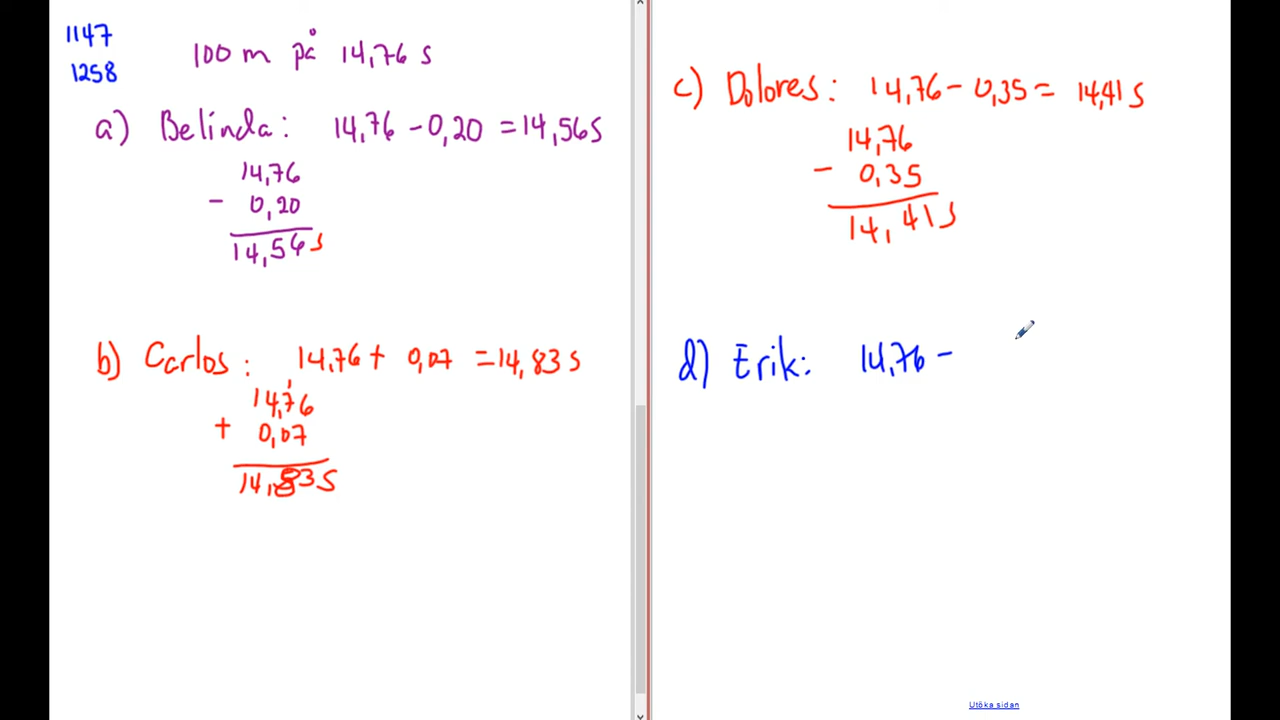 1147
1258
100 m på 14,76 s
a) Belinda: 14,76 - 0,20 = 14,56s
14,76
- 0,20
14,56 s
b) Carlos: 14,76 + 0,07 = 14,83 s
1
14,76
+ 0,07
14,83 s
c) Dolores: 14,76 - 0,35 = 14,41 s
14,76
- 0,35
14,41 s
d) Erik: 14,76 -
Utöka sidan